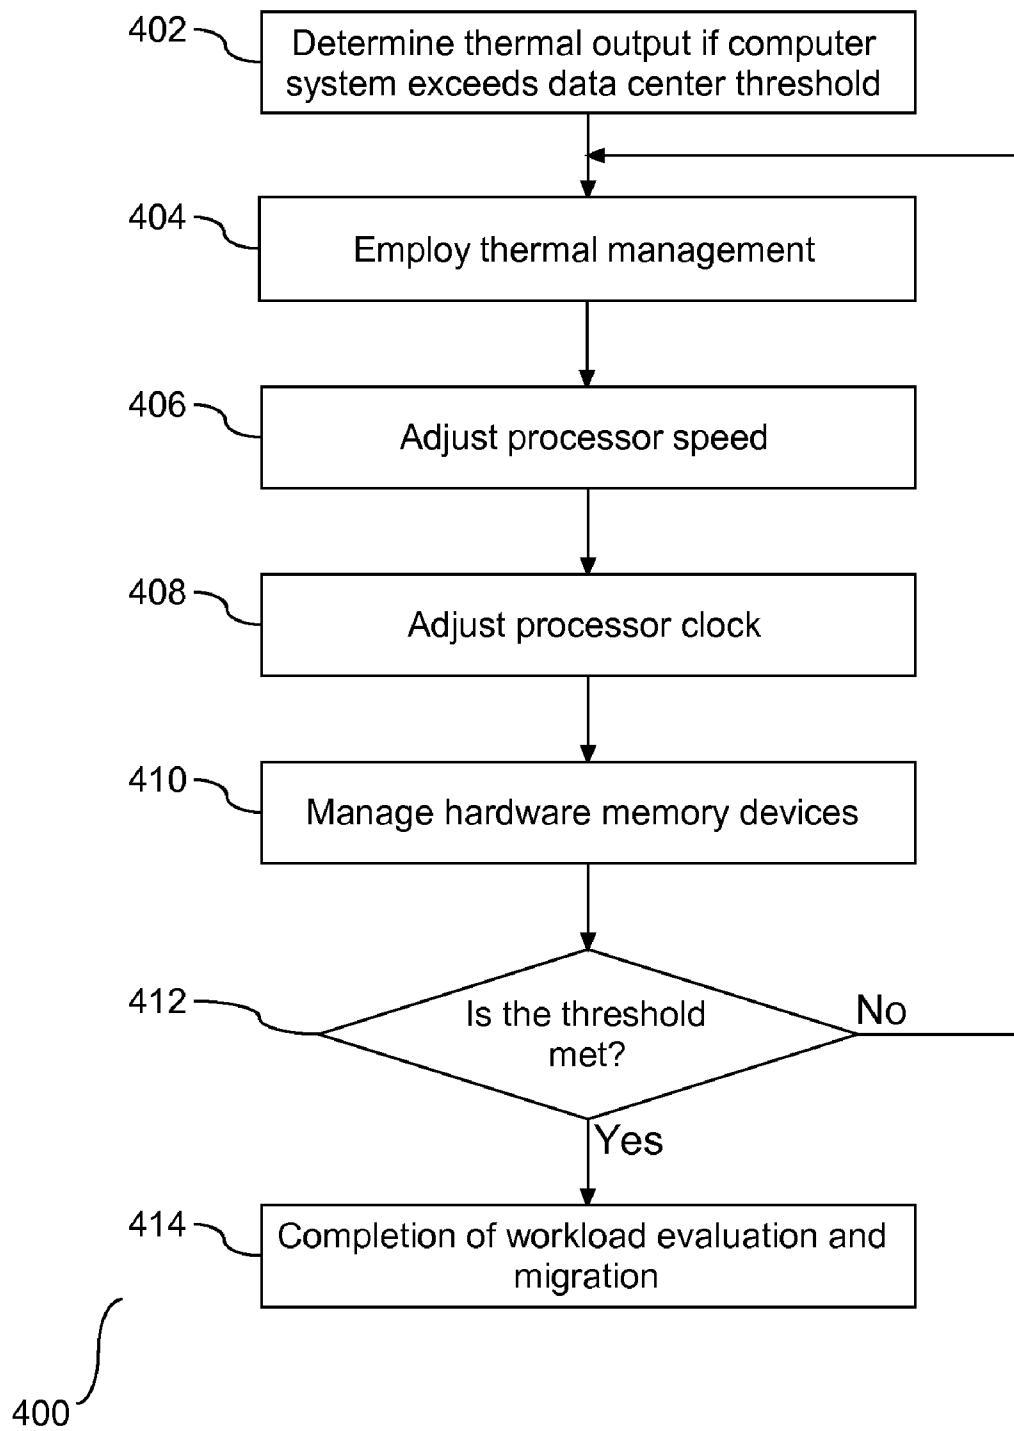 402
Determine thermal output if computer
system exceeds data center threshold
404
Employ thermal management
406
Adjust processor speed
408
Adjust processor clock
410
Manage hardware memory devices
412
Is the threshold
met?
No
Yes
414
Completion of workload evaluation and
migration
400